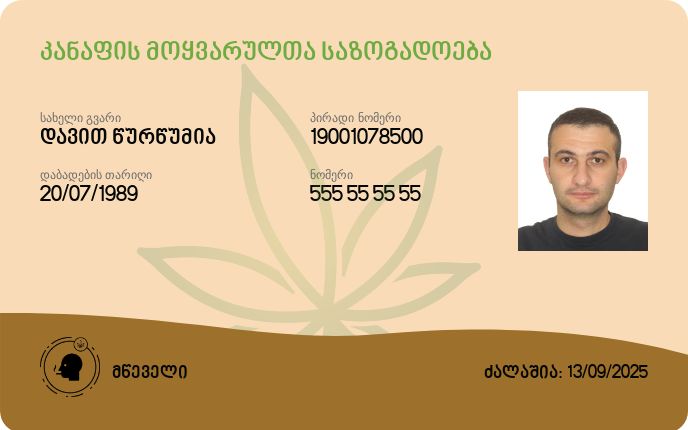 კანაფის მოყვარულთა საზოგადოება
სახელი გვარი
დავით წურწუმია
პირადი ნომერი
19001078500
დაბადების თარიღი
20/07/1989
ნომერი
555 55 55 55
მწეველი
ძალაშია: 13/09/2025